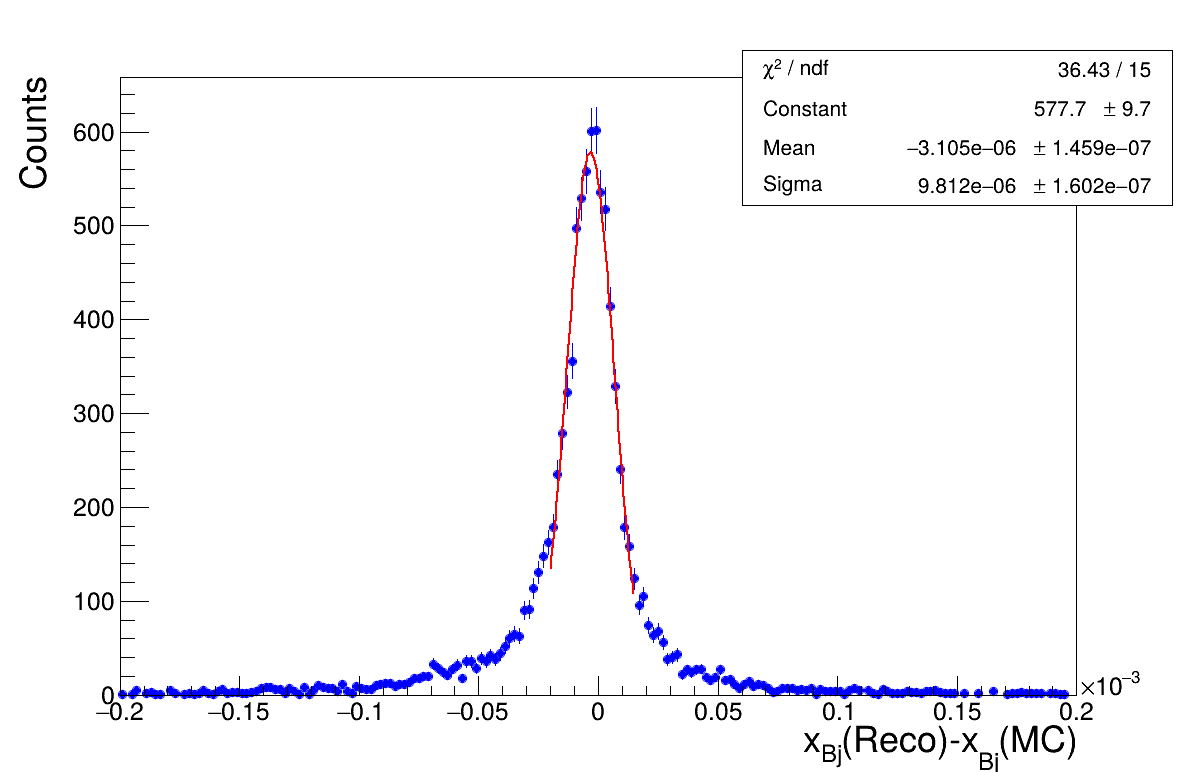 χ² / ndf 36.43 / 15
Constant 577.7 ± 9.7
Mean −3.105e−06 ± 1.459e−07
Sigma 9.812e−06 ± 1.602e−07
Counts
600
500
400
300
200
100
0
−0.2 −0.15 −0.1 −0.05 0 0.05 0.1 0.15 0.2
×10⁻³
x_Bj(Reco)-x_Bj(MC)